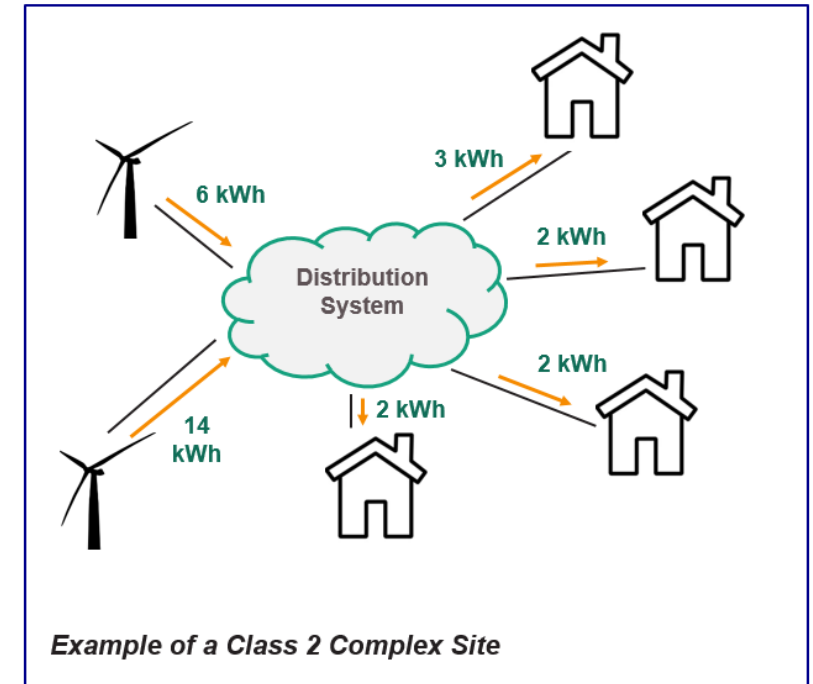 3 kWh
6 kWh
2 kWh
Distribution
System
2 kWh
2 kWh
14
kWh
Example of a Class 2 Complex Site